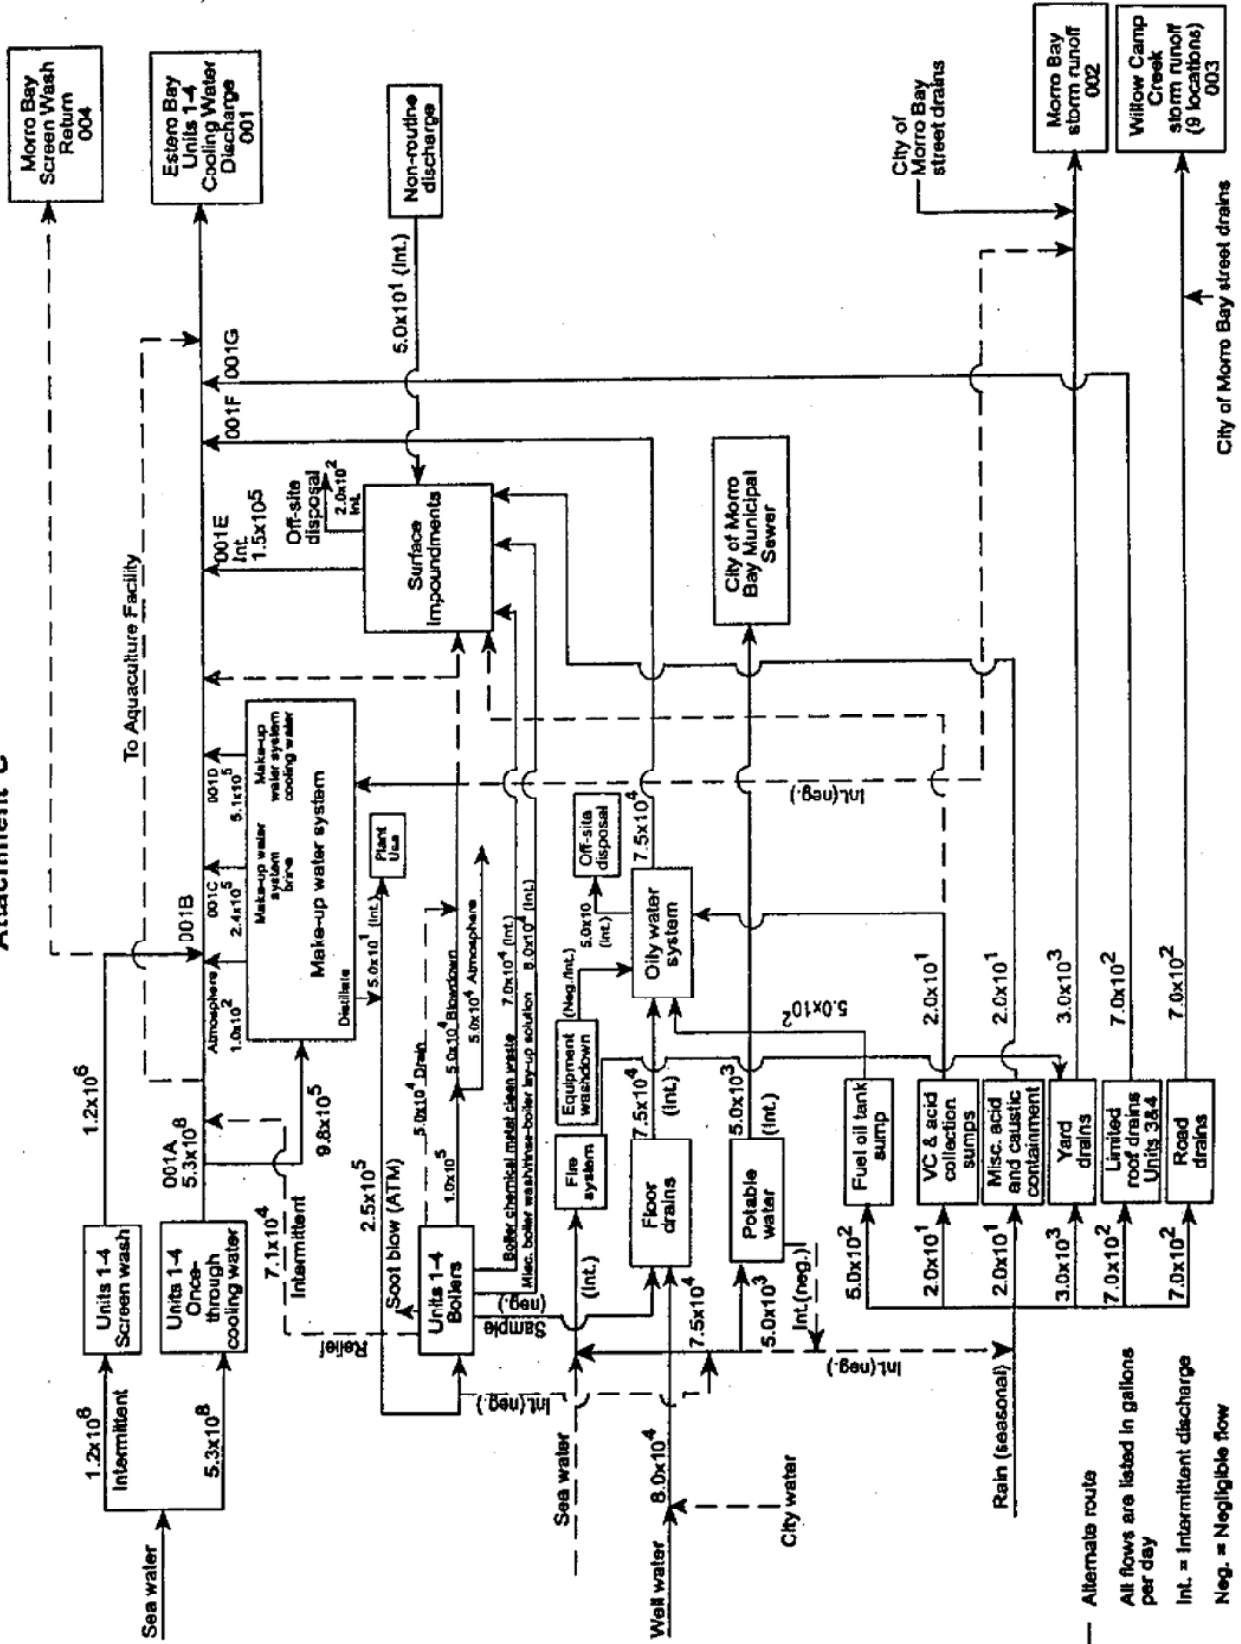 Attachment C
Morro Bay
Screen Wash
Return
004
Estero Bay
Units 1-4
Cooling Water
Discharge
001
Non-routine
discharge
City of
Morro Bay
street drains
Morro Bay
storm runoff
002
Willow Camp
Creek
storm runoff
(9 locations)
003
City of Morro Bay street drains
5.0x10¹ (Int.)
001G
001F
001E
Int.
1.5x105
Off-site
disposal
2.0x10²
Int.
Surface
Impoundments
City of Morro
Bay Municipal
Sewer
To Aquaculture Facility
001D
5.1x10⁵
Make-up
water system
cooling water
001C
2.4x10⁵
Make-up water
system
brine
001B
Atmosphere
1.0x10²
Make-up water system
Distillate
Plant
Use
5.0x10¹ (Int.)
Int.(neg.)
Off-site
disposal
7.5x10⁴
5.0x10
(Int.)
Oily water
system
Equipment
washdown
(Neg./Int.)
5.0x10⁴ Drain
5.0x10⁴ Blowdown
5.0x10⁴ Atmosphere
1.0x10⁵
Boiler chemical metal clean waste 7.0x10⁴ (Int.)
Misc. boiler wash/rinse-boiler lay-up solution 8.0x10⁴ (Int.)
1.2x10⁶
001A
5.3x10⁸
9.8x10⁵
7.1x10⁴
Intermittent
2.5x10⁵
Soot blow (ATM)
Relief
Units 1-4
Screen wash
Units 1-4
Once-
through
cooling water
Units 1-4
Boilers
Sample
(neg.)
Int.(neg.)
Fire
system
(Int.)
Floor
drains
7.5x10⁴
(Int.)
7.5x10⁴
Potable
water
5.0x10³
(Int.)
5.0x10³
Int.(neg.)
Int.(neg.)
Fuel oil tank
sump
5.0x10²
5.0x10²
VC & acid
collection
sumps
2.0x10¹
2.0x10¹
Misc. acid
and caustic
containment
2.0x10¹
2.0x10¹
Yard
drains
3.0x10³
3.0x10³
Limited
roof drains
Units 3&4
7.0x10²
7.0x10²
Road
drains
7.0x10²
7.0x10²
1.2x10⁶
Intermittent
5.3x10⁸
Sea water
Sea water
8.0x10⁴
Well water
City water
Rain (seasonal)
Alternate route
All flows are listed in gallons
per day
Int. = Intermittent discharge
Neg. = Negligible flow